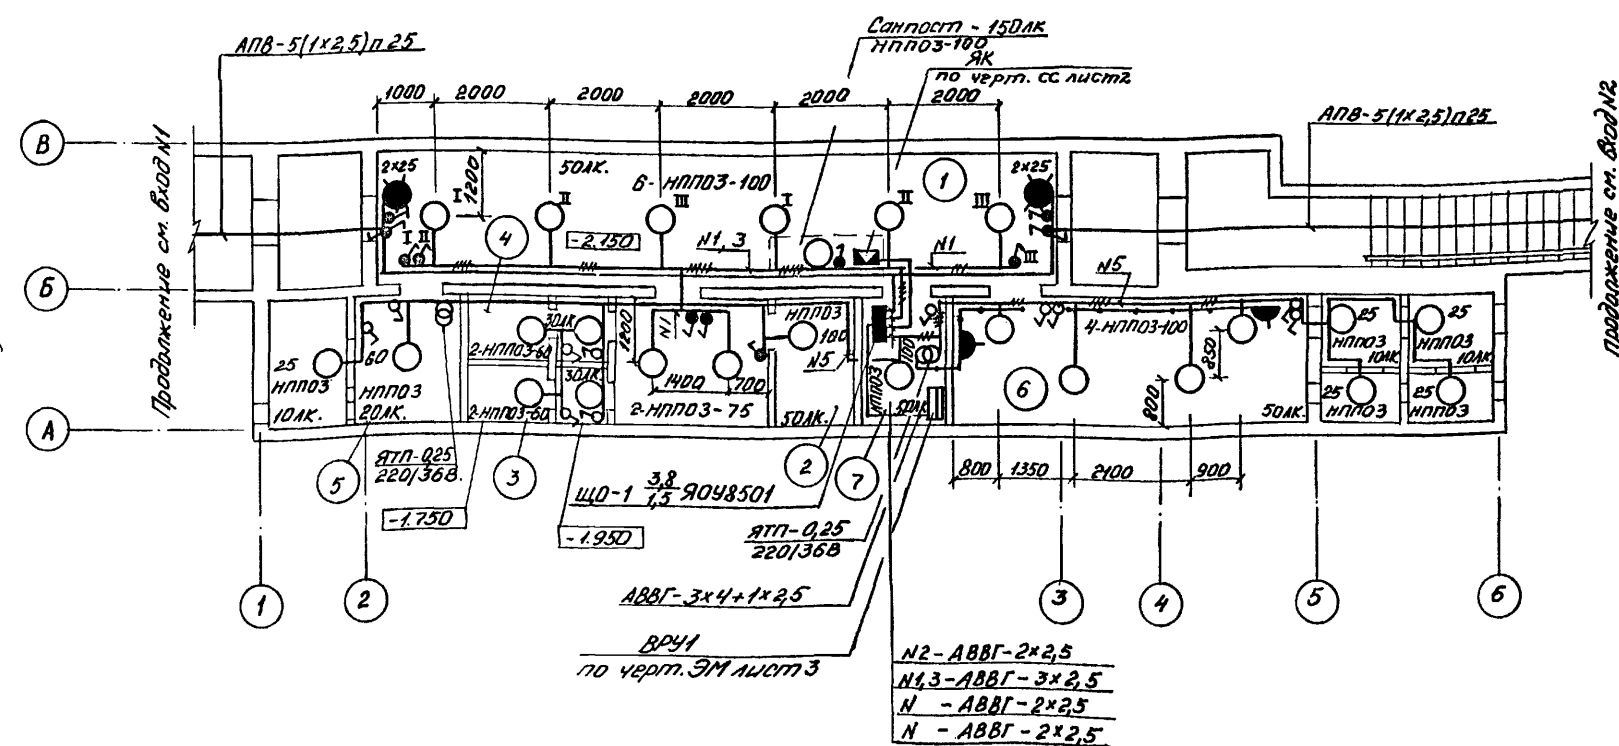 Санпост - 150лк
НПП03-100
АПВ-5(1×2,5)п25
ЯК
по черт. СС лист2
1000 2000 2000 2000 2000 2000
АПВ-5(1×2,5)п25
Продолжение см. вход N1
Продолжение см. вход N2
В
2×25
50лк.
6-НПП03-100
1
2×25
1200
I II III I II III
4
-2.150
I II
N1,3
N1
III
Б
N5
N1
1200
НПП03
100
N5
30лк
30лк
2-НПП03-60
2-НПП03-60
25
НПП03
10лк.
60
НПП03
20лк.
1400 700
2-НПП03-75
50лк.
100
НПП03
50лк.
4-НПП03-100
850
800
6
50лк.
25
НПП03
10лк
25
НПП03
10лк
25
НПП03
25
НПП03
А
ЯТП-0,25
220/36В.
5
3
2
7
800 1350 2100 900
ЩО-1 3,8/1,5 ЯОУ8501
-1.750
-1.950
ЯТП-0,25
220/36В
АВВГ-3×4+1×2,5
1 2 3 4 5 6
ВРУ1
по черт. ЭМ лист3
N2-АВВГ-2×2,5
N1,3-АВВГ-3×2,5
N -АВВГ-2×2,5
N -АВВГ-2×2,5